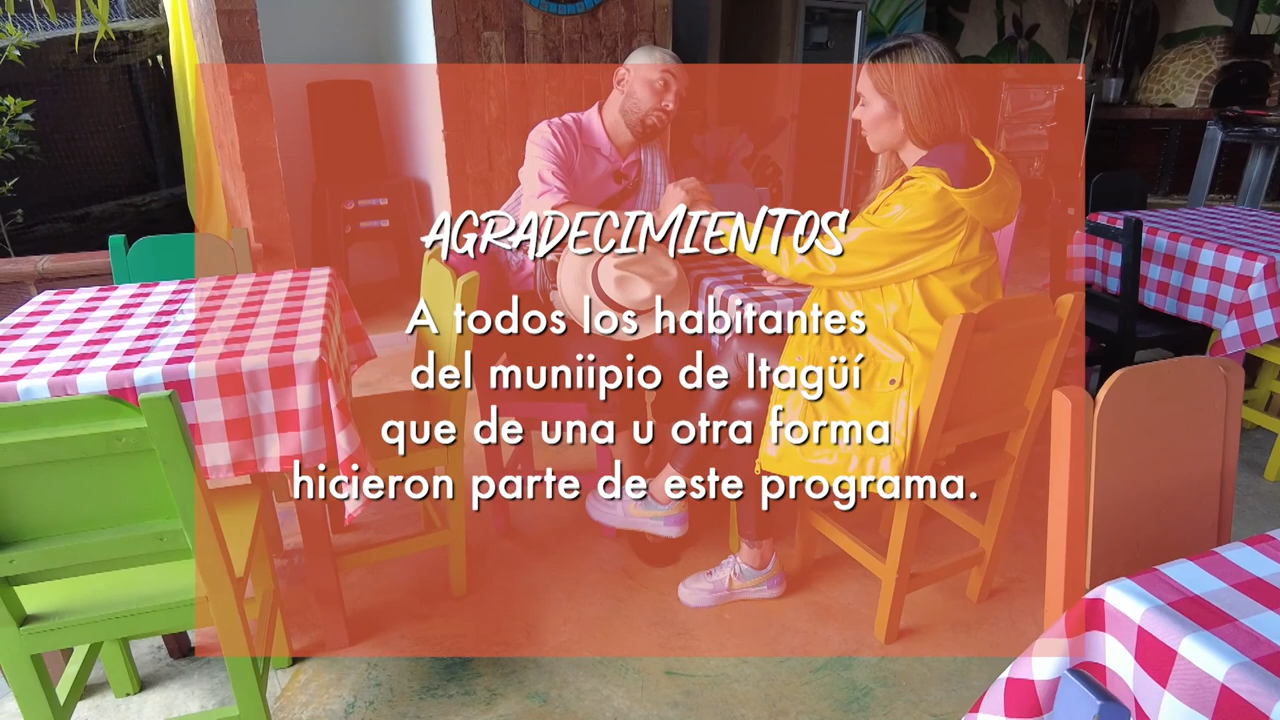 AGRADECIMIENTOS
A todos los habitantes
del muniipio de Itagüí
que de una u otra forma
hicieron parte de este programa.